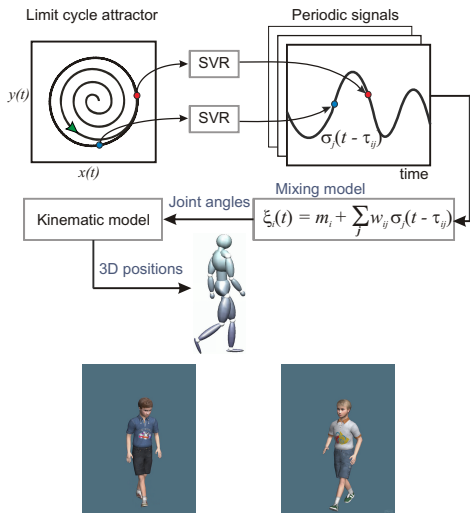 Limit cycle attractor
Periodic signals
y(t)
x(t)
SVR
SVR
σj(t - τij)
time
Mixing model
Joint angles
Kinematic model
ξi(t) = mi + ∑j wij σj(t - τij)
3D positions